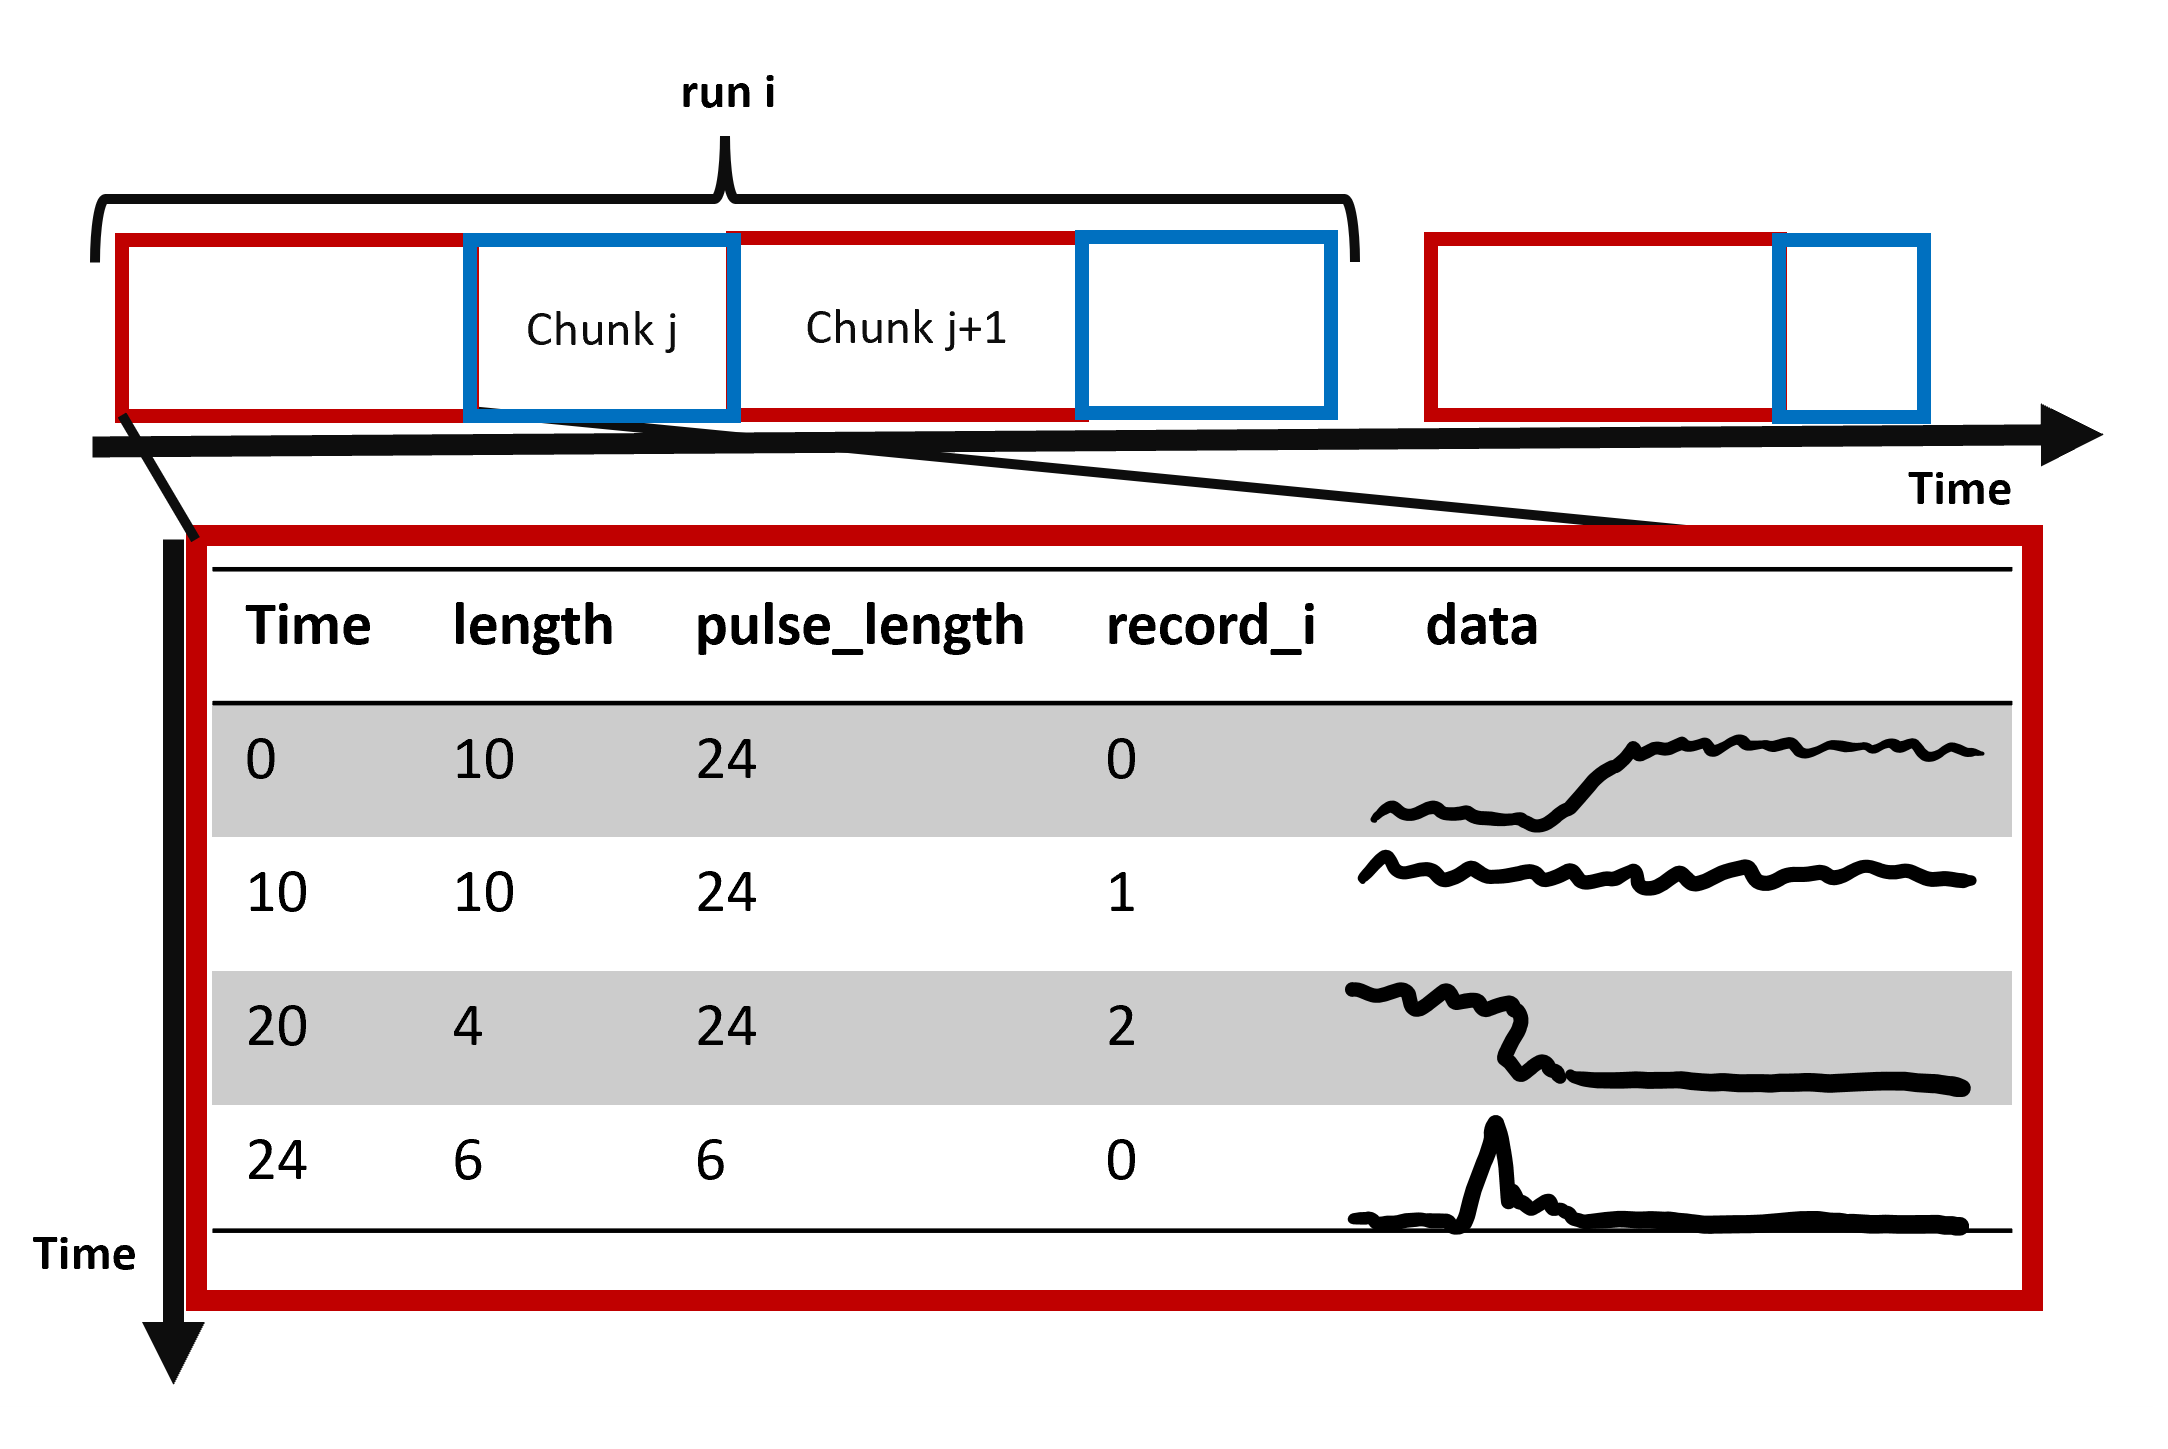 run i
Chunk j
Chunk j+1
Time
Time length pulse_length record_i data
0 10 24 0
10 10 24 1
20 4 24 2
24 6 6 0
Time